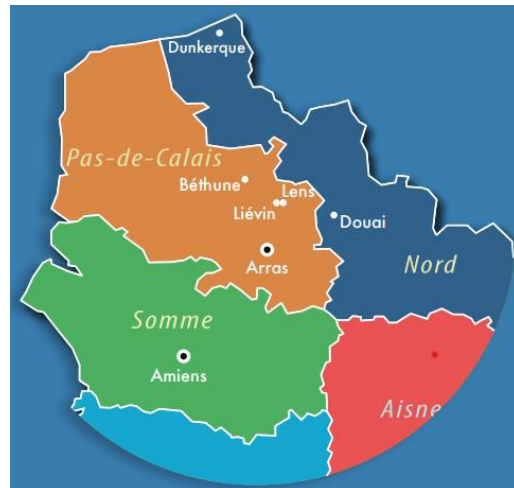 Dunkerque
Pas-de-Calais
Béthune
Lens
Liévin
Douai
Arras
Nord
Somme
Amiens
Aisne